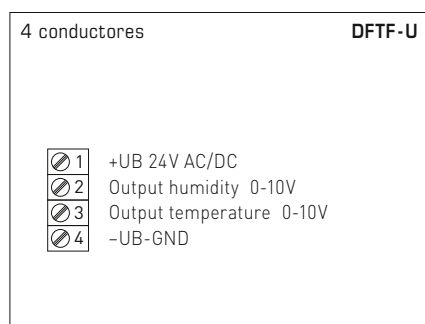 4 conductores DFTF-U
1 +UB 24V AC/DC
2 Output humidity 0-10V
3 Output temperature 0-10V
4 –UB-GND